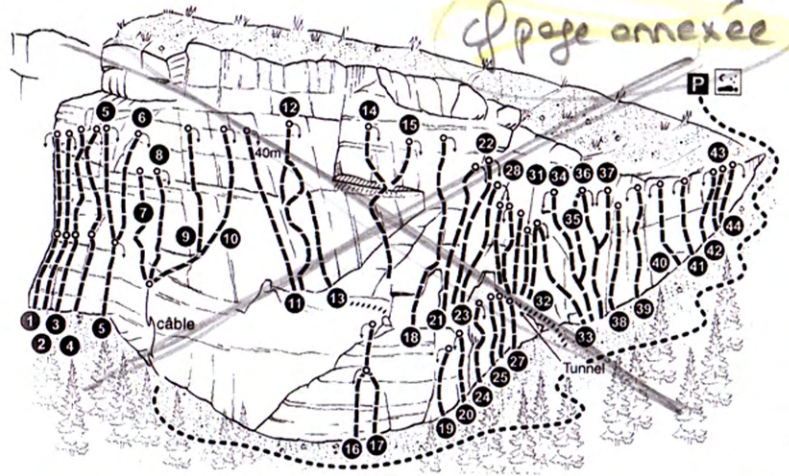 cf page annexée
P
12 14
5 6 15 43
40m 22
8 28 31 34 36 37
7 35 44
9 10 40 42
41
11 13 32 39
1 3 5 18 21 23 33 38
2 4 câble
27 Tunnel
25
24
20
16 17 19